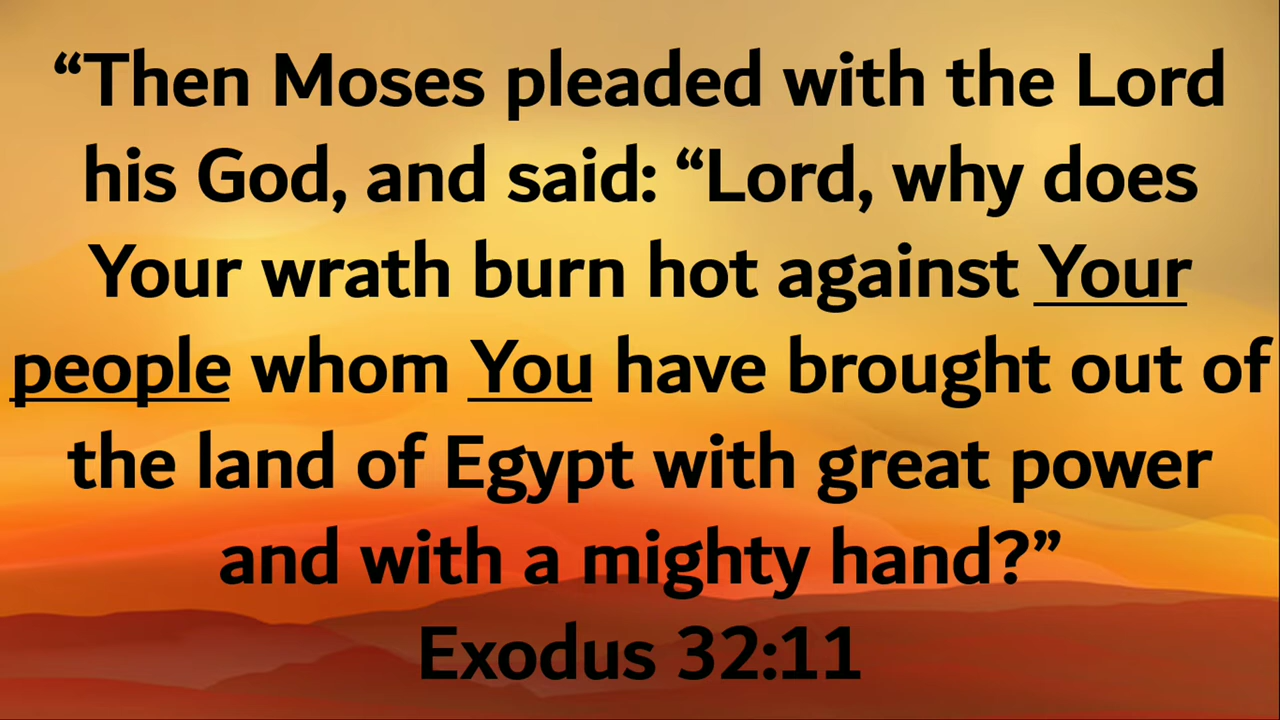 “Then Moses pleaded with the Lord
his God, and said: “Lord, why does
Your wrath burn hot against Your
people whom You have brought out of
the land of Egypt with great power
and with a mighty hand?”
Exodus 32:11